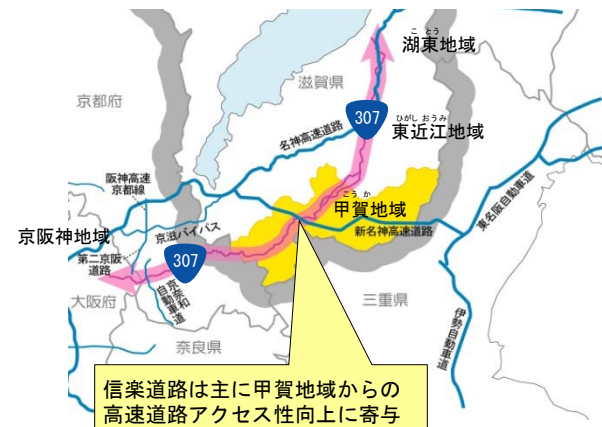 こ とう
湖東地域
滋賀県
京都府
307
ひがし おうみ
東近江地域
名神高速道路
阪神高速
京都線
こう か
甲賀地域
京阪神地域
京滋バイパス
新名神高速道路
東名阪自動車道
第二京阪
道路
307
大阪府
京奈和
自動車道
三重県
奈良県
伊勢自動車道
信楽道路は主に甲賀地域からの
高速道路アクセス性向上に寄与